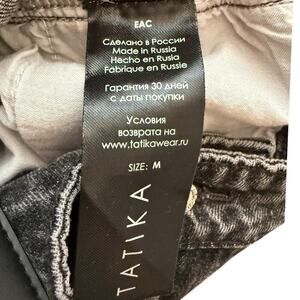 EAC
Сделано в России
Made in Russia
Hecho en Rusia
Fabrique en Russie
Гарантия 30 дней
с даты покупки
Условия
возврата на
www.tatikawear.ru
SIZE: M
TATIKA